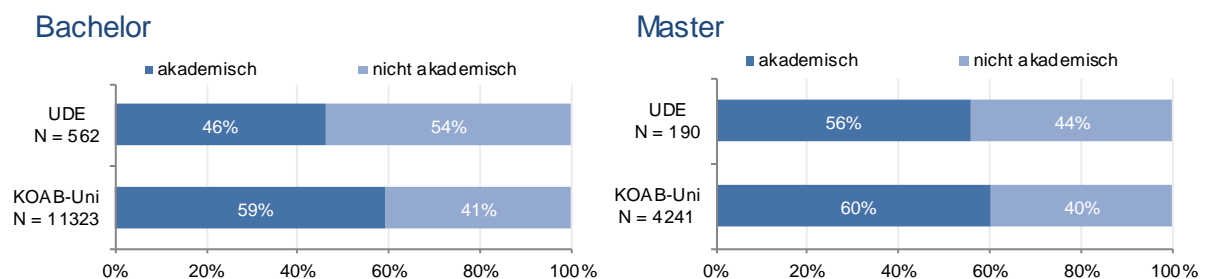 Bachelor
akademisch nicht akademisch
UDE
N = 562
46% 54%
KOAB-Uni
N = 11323
59% 41%
0% 20% 40% 60% 80% 100%
Master
akademisch nicht akademisch
UDE
N = 190
56% 44%
KOAB-Uni
N = 4241
60% 40%
0% 20% 40% 60% 80% 100%